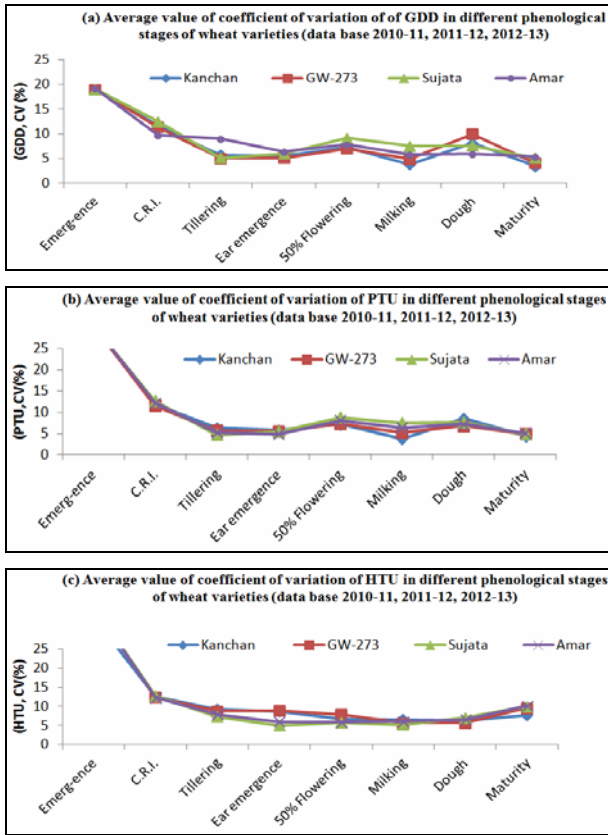 (a) Average value of coefficient of variation of of GDD in different phenological
stages of wheat varieties (data base 2010-11, 2011-12, 2012-13)
Kanchan GW-273 Sujata Amar
(GDD, CV (%)
25
20
15
10
5
0
Emerg-ence
C.R.I.
Tillering
Ear emergence
50% Flowering
Milking
Dough
Maturity
(b) Average value of coefficient of variation of PTU in different phenological stages
of wheat varieties (data base 2010-11, 2011-12, 2012-13)
Kanchan GW-273 Sujata Amar
(PTU,CV(%)
25
20
15
10
5
0
Emerg-ence
C.R.I.
Tillering
Ear emergence
50% Flowering
Milking
Dough
Maturity
(c) Average value of coefficient of variation of HTU in different phenological stages
of wheat varieties (data base 2010-11, 2011-12, 2012-13)
Kanchan GW-273 Sujata Amar
(HTU, CV(%)
25
20
15
10
5
0
Emerg-ence
C.R.I.
Tillering
Ear emergence
50% Flowering
Milking
Dough
Maturity